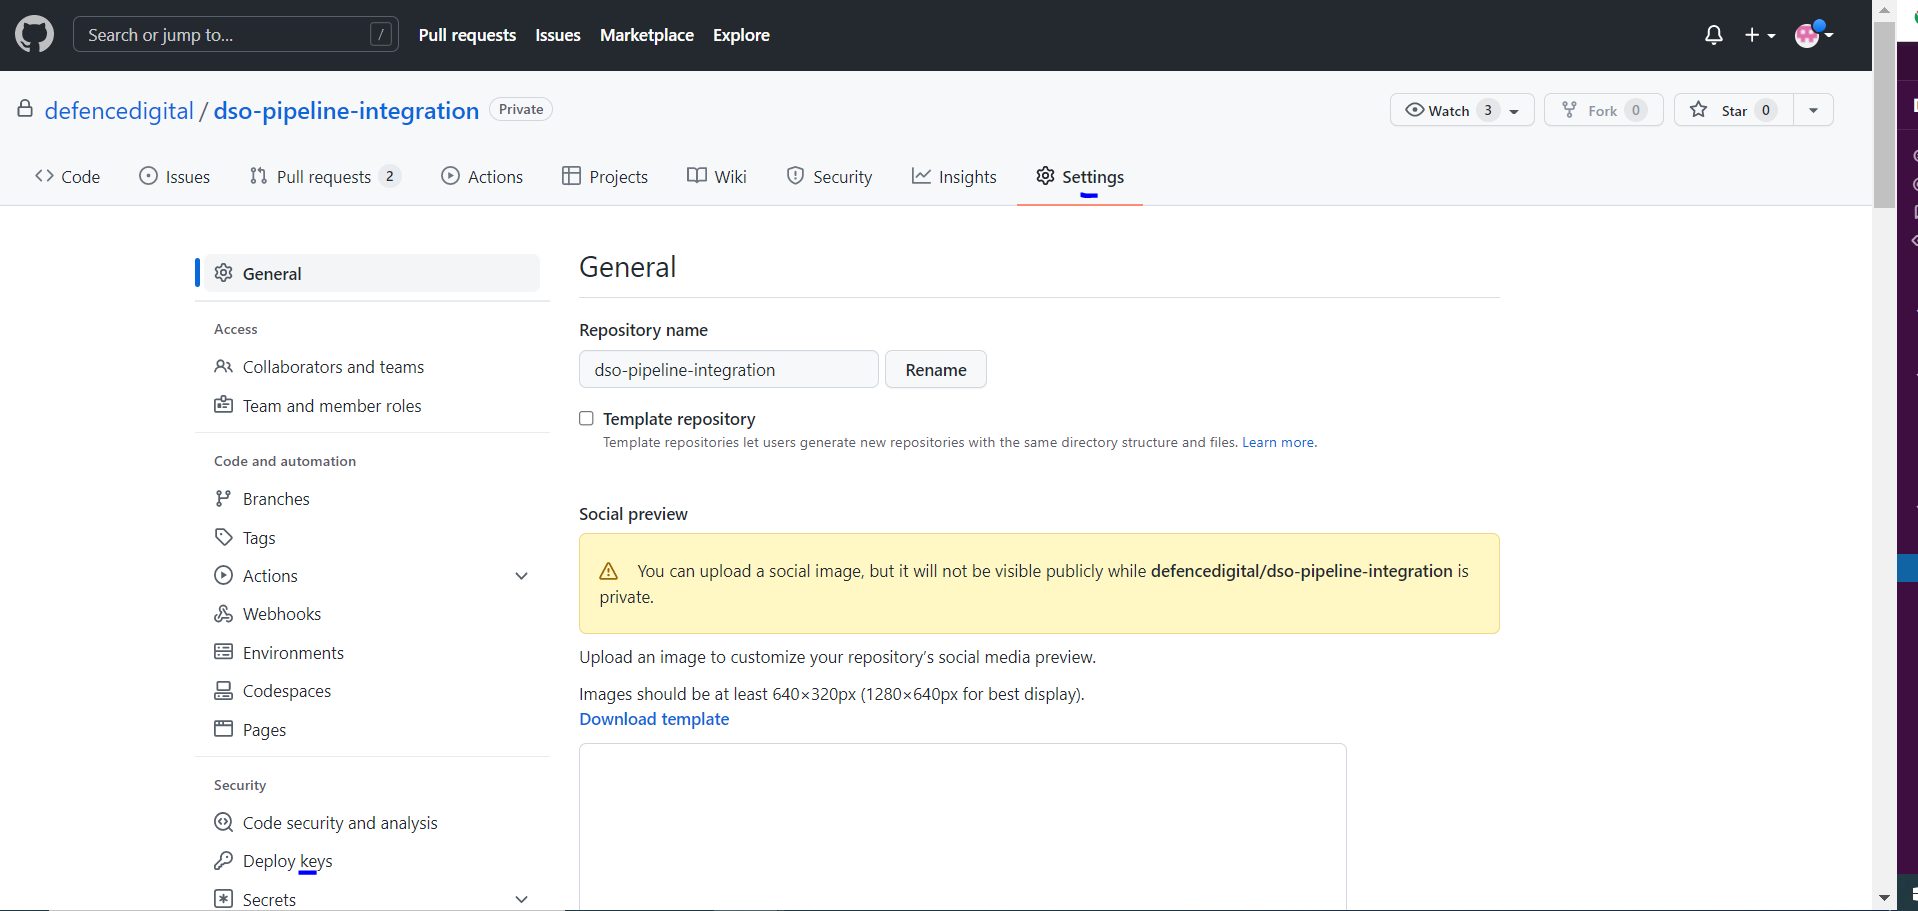 Search or jump to... /
Pull requests Issues Marketplace Explore
defencedigital / dso-pipeline-integration Private
Watch 3 Fork 0 Star 0
Code Issues Pull requests 2 Actions Projects Wiki Security Insights Settings
General
Access
Collaborators and teams
Team and member roles
Code and automation
Branches
Tags
Actions
Webhooks
Environments
Codespaces
Pages
Security
Code security and analysis
Deploy keys
Secrets
General
Repository name
dso-pipeline-integration Rename
Template repository
Template repositories let users generate new repositories with the same directory structure and files. Learn more.
Social preview
You can upload a social image, but it will not be visible publicly while defencedigital/dso-pipeline-integration is
private.
Upload an image to customize your repository’s social media preview.
Images should be at least 640×320px (1280×640px for best display).
Download template